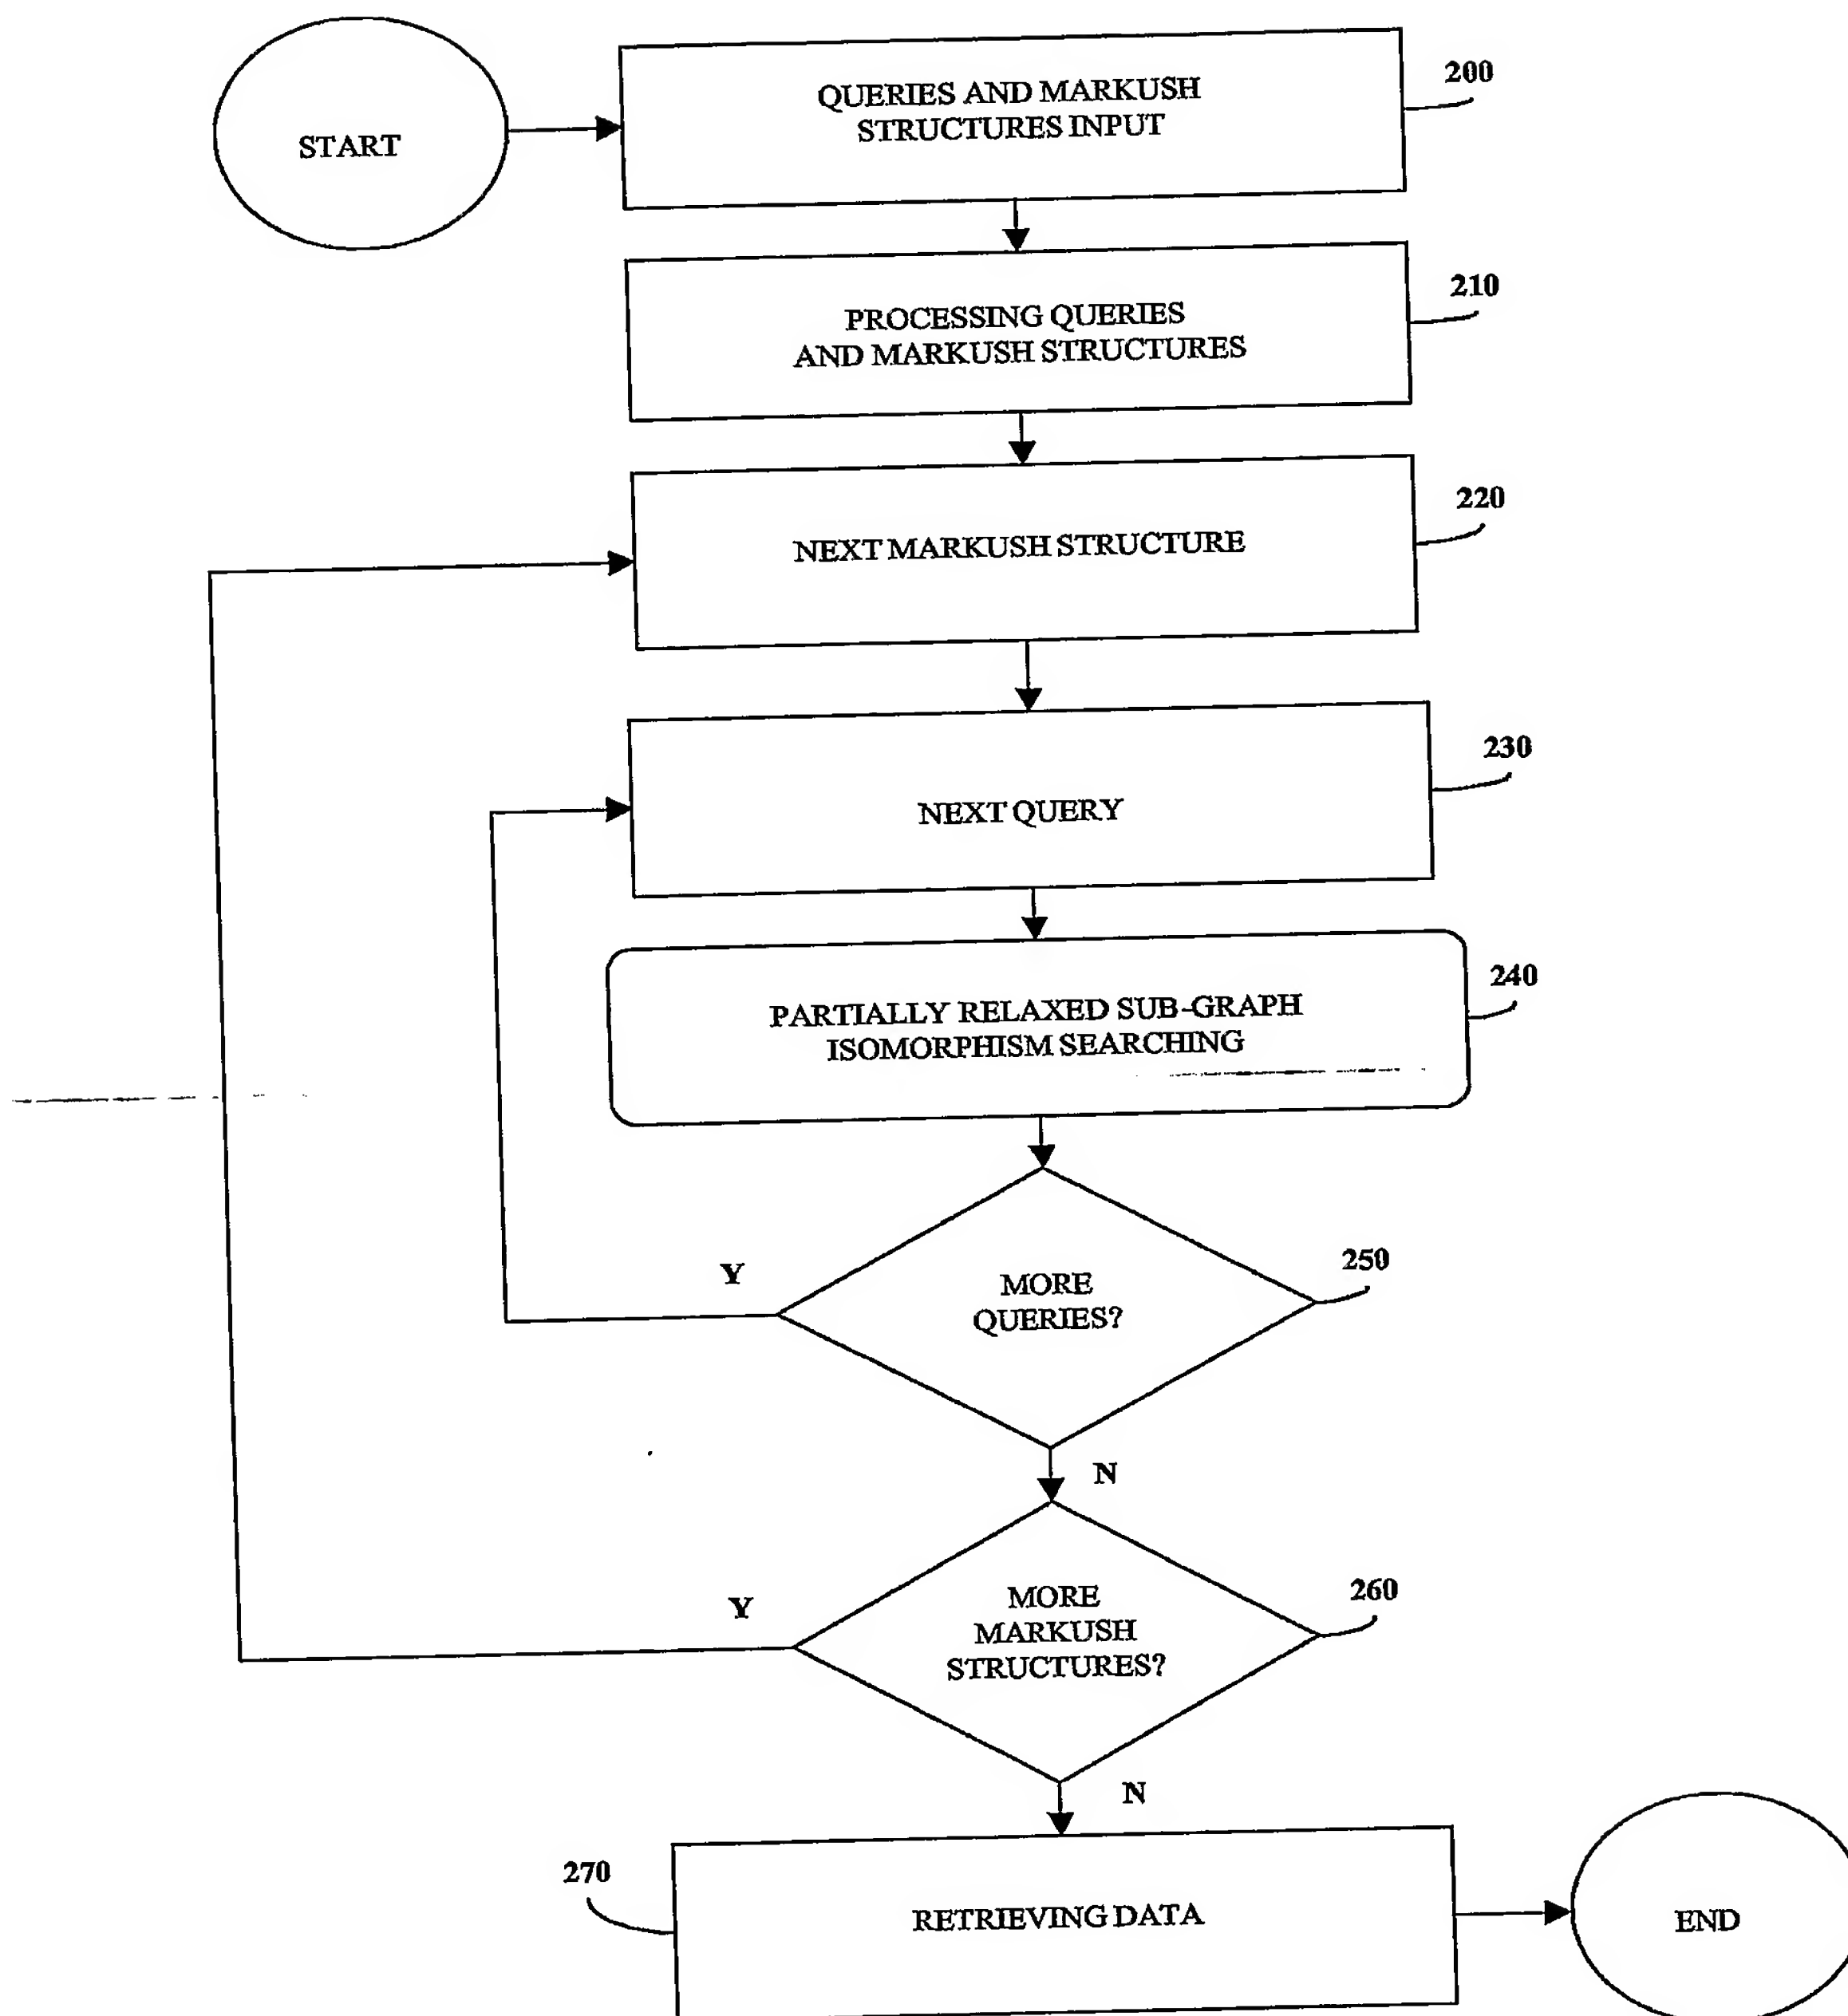 START
QUERIES AND MARKUSH
STRUCTURES INPUT
200
PROCESSING QUERIES
AND MARKUSH STRUCTURES
210
NEXT MARKUSH STRUCTURE
220
NEXT QUERY
230
PARTIALLY RELAXED SUB-GRAPH
ISOMORPHISM SEARCHING
240
MORE
QUERIES?
250
Y
N
MORE
MARKUSH
STRUCTURES?
260
Y
N
270
RETRIEVING DATA
END